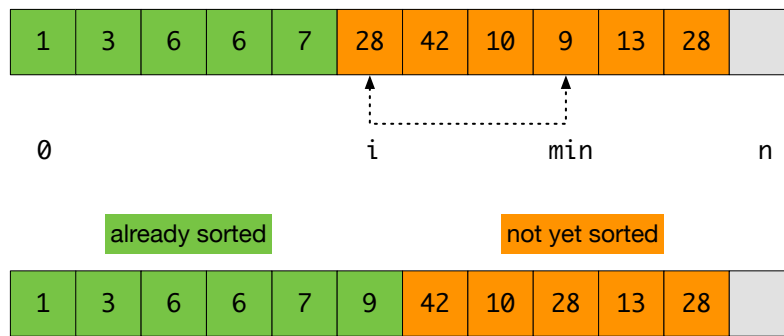 1 3 6 6 7 28 42 10 9 13 28
0 i min n
already sorted not yet sorted
1 3 6 6 7 9 42 10 28 13 28